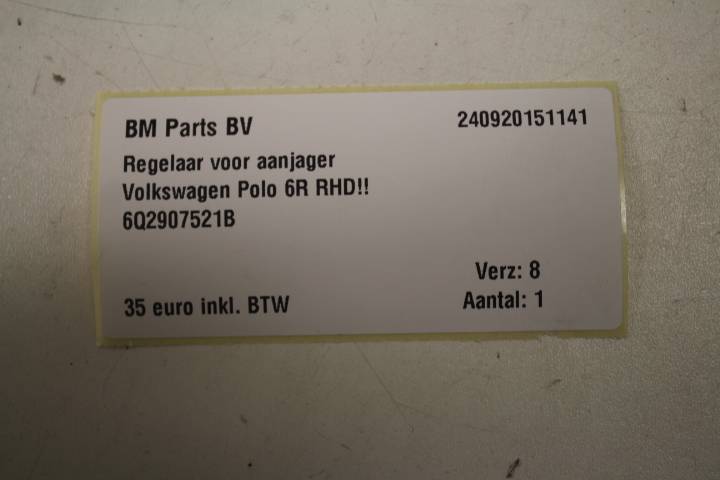 BM Parts BV
240920151141
Regelaar voor aanjager
Volkswagen Polo 6R RHD!!
6Q2907521B
Verz: 8
35 euro inkl. BTW
Aantal: 1